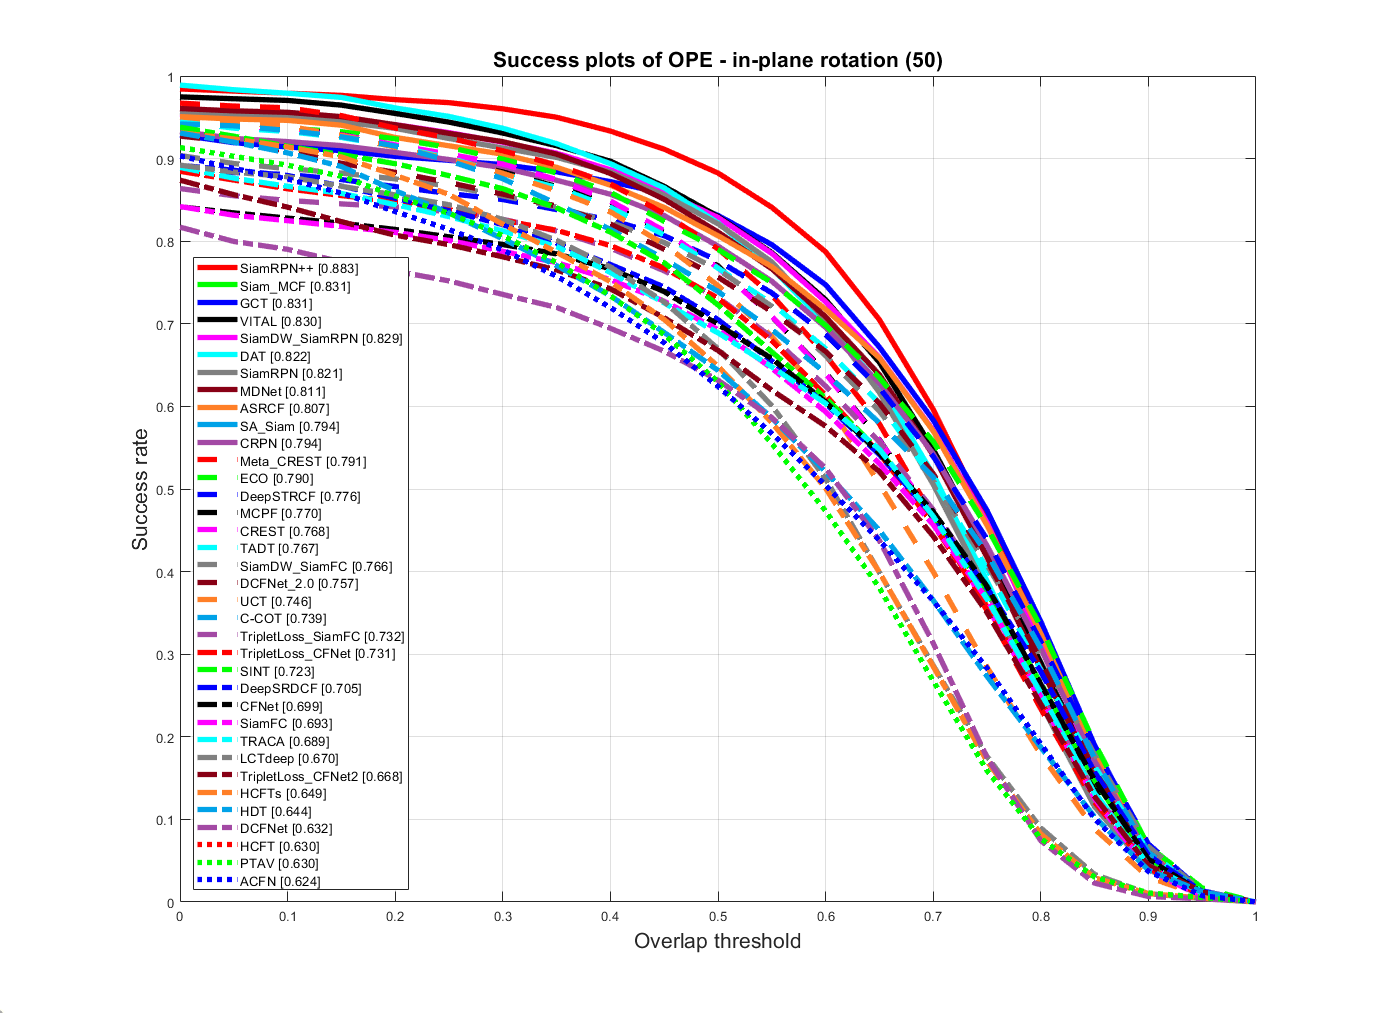 Success plots of OPE - in-plane rotation (50)
1
0.9
0.8
0.7
0.6
0.5
0.4
0.3
0.2
0.1
0
Success rate
SiamRPN++ [0.883]
Siam_MCF [0.831]
GCT [0.831]
VITAL [0.830]
SiamDW_SiamRPN [0.829]
DAT [0.822]
SiamRPN [0.821]
MDNet [0.811]
ASRCF [0.807]
SA_Siam [0.794]
CRPN [0.794]
Meta_CREST [0.791]
ECO [0.790]
DeepSTRCF [0.776]
MCPF [0.770]
CREST [0.768]
TADT [0.767]
SiamDW_SiamFC [0.766]
DCFNet_2.0 [0.757]
UCT [0.746]
C-COT [0.739]
TripletLoss_SiamFC [0.732]
TripletLoss_CFNet [0.731]
SINT [0.723]
DeepSRDCF [0.705]
CFNet [0.699]
SiamFC [0.693]
TRACA [0.689]
LCTdeep [0.670]
TripletLoss_CFNet2 [0.668]
HCFTs [0.649]
HDT [0.644]
DCFNet [0.632]
HCFT [0.630]
PTAV [0.630]
ACFN [0.624]
0 0.1 0.2 0.3 0.4 0.5 0.6 0.7 0.8 0.9 1
Overlap threshold